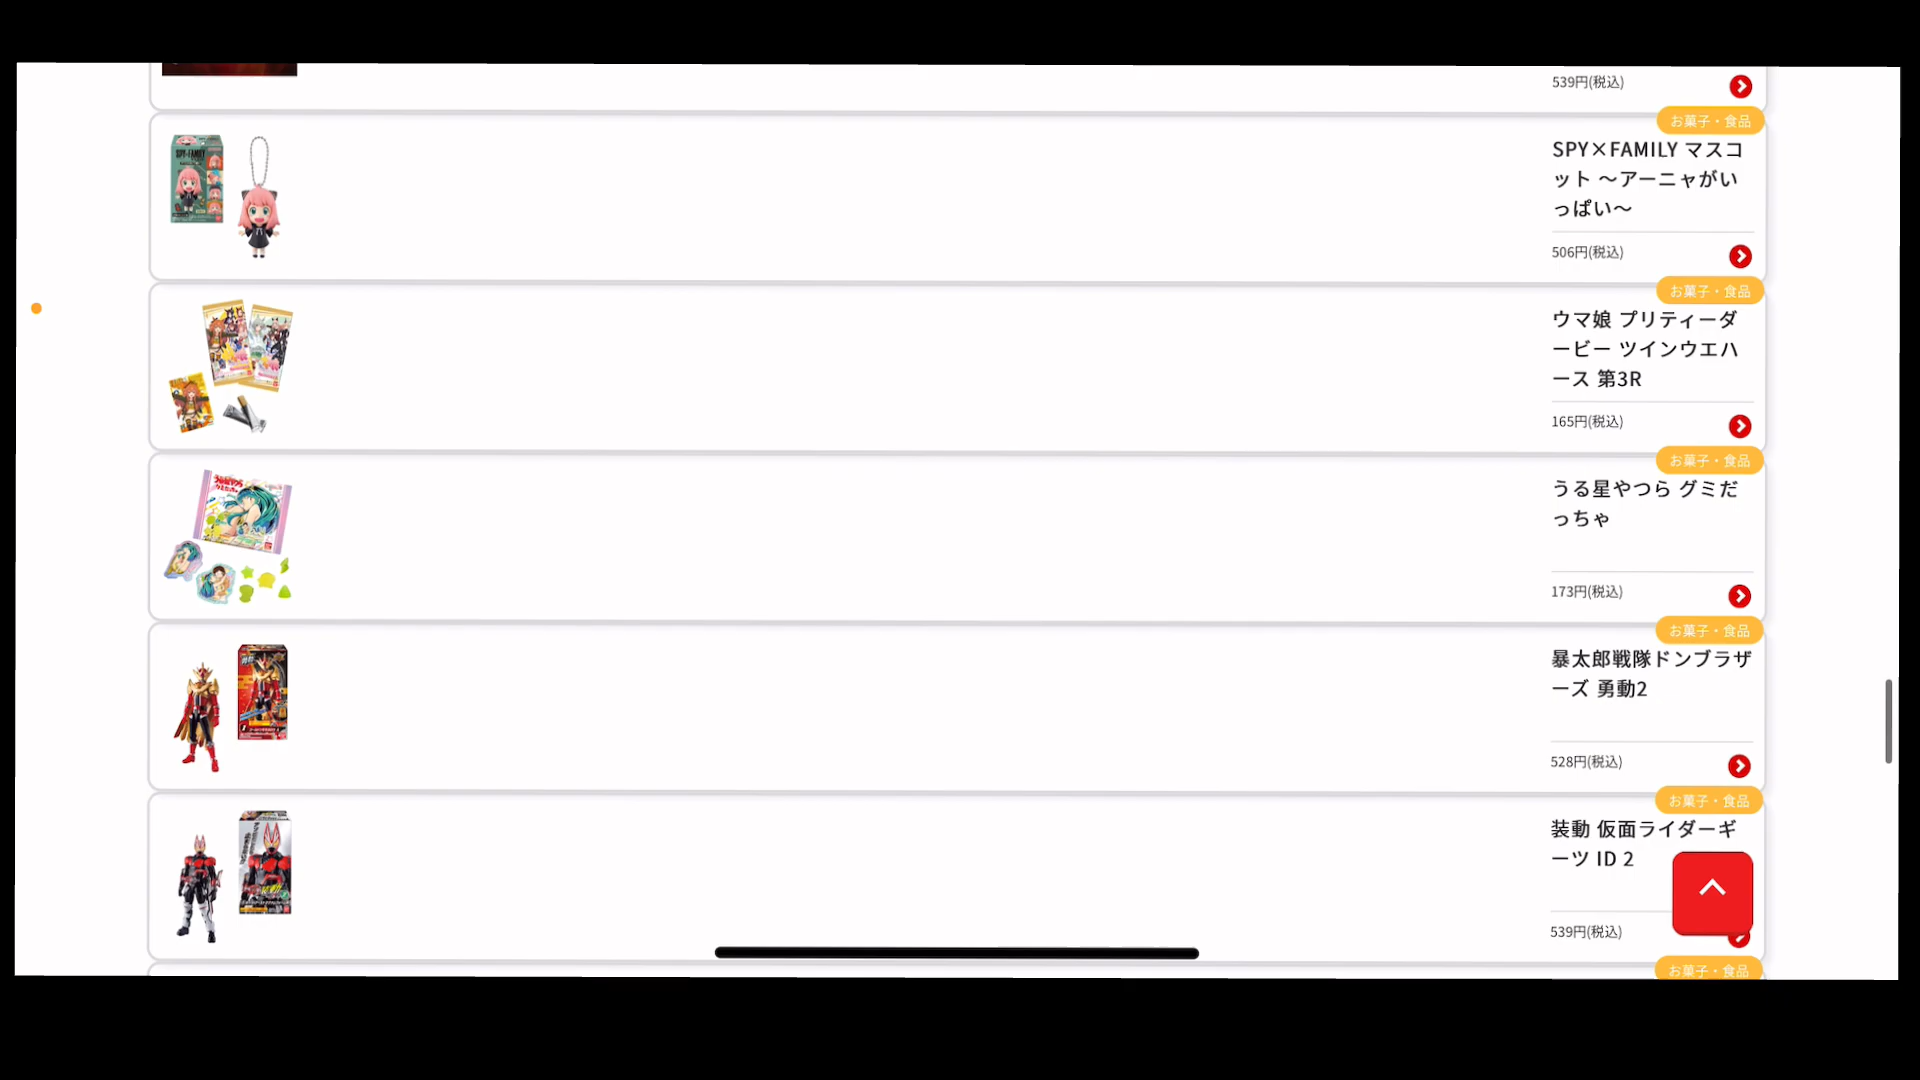 539円(税込)
お菓子・食品
SPY×FAMILY マスコ
ット ～アーニャがい
っぱい～
506円(税込)
お菓子・食品
ウマ娘 プリティーダ
ービー ツインウエハ
ース 第3R
165円(税込)
お菓子・食品
うる星やつら グミだ
っちゃ
173円(税込)
お菓子・食品
暴太郎戦隊ドンブラザ
ーズ 勇動2
528円(税込)
お菓子・食品
装動 仮面ライダーギ
ーツ ID 2
539円(税込)
お菓子・食品